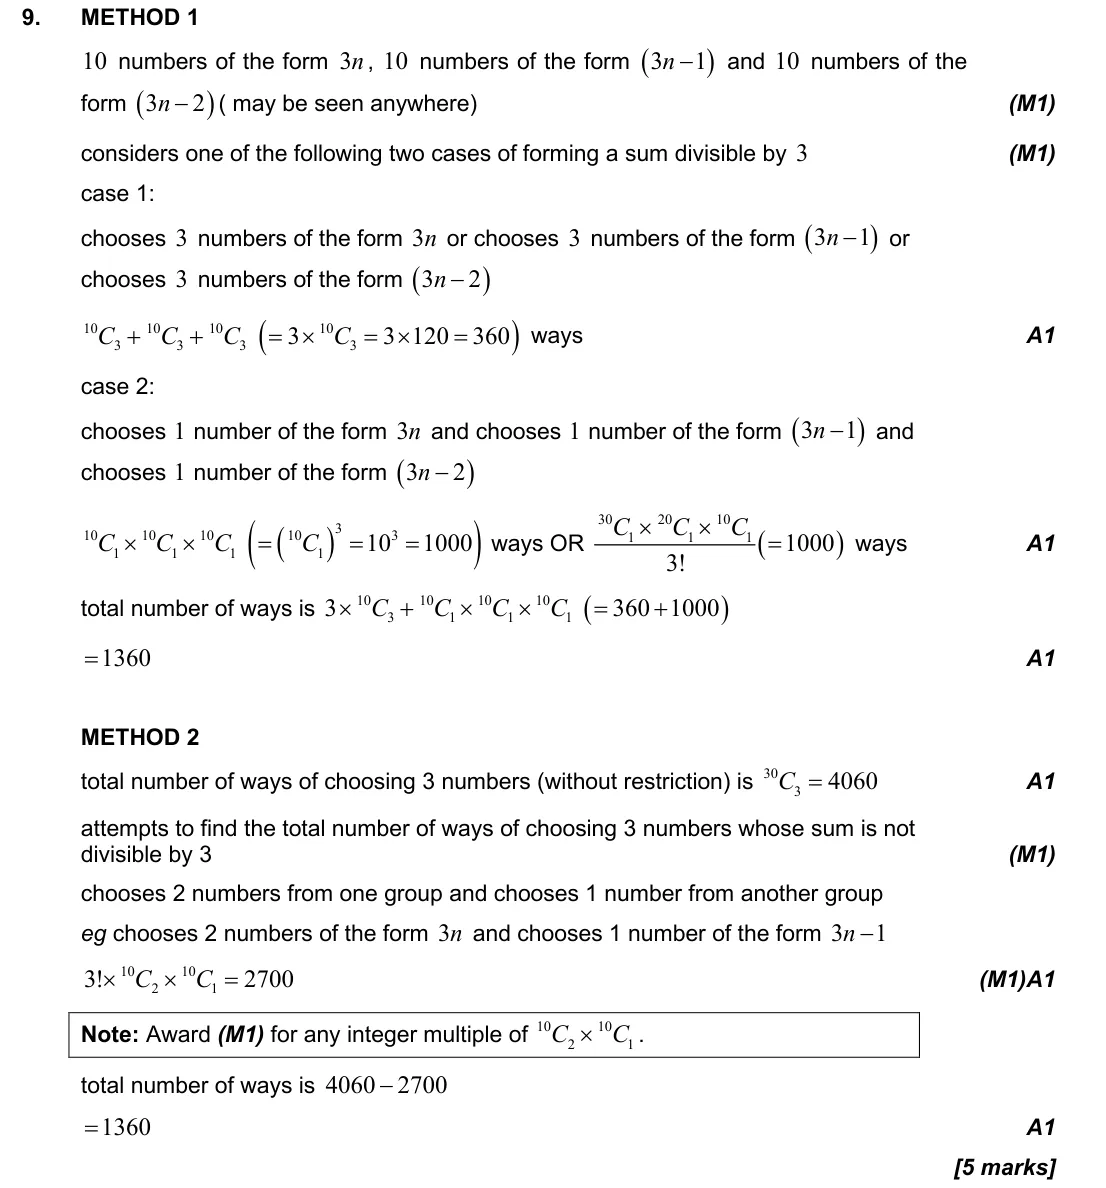 9. METHOD 1
10 numbers of the form 3n, 10 numbers of the form (3n−1) and 10 numbers of the
form (3n−2) ( may be seen anywhere) (M1)
considers one of the following two cases of forming a sum divisible by 3 (M1)
case 1:
chooses 3 numbers of the form 3n or chooses 3 numbers of the form (3n−1) or
chooses 3 numbers of the form (3n−2)
¹⁰C₃ + ¹⁰C₃ + ¹⁰C₃ (= 3× ¹⁰C₃ = 3×120 = 360) ways A1
case 2:
chooses 1 number of the form 3n and chooses 1 number of the form (3n−1) and
chooses 1 number of the form (3n−2)
¹⁰C₁ × ¹⁰C₁ × ¹⁰C₁ (= (¹⁰C₁)³ = 10³ = 1000) ways OR (³⁰C₁ × ²⁰C₁ × ¹⁰C₁)/3! (= 1000) ways A1
total number of ways is 3× ¹⁰C₃ + ¹⁰C₁ × ¹⁰C₁ × ¹⁰C₁ (= 360 + 1000)
= 1360 A1
METHOD 2
total number of ways of choosing 3 numbers (without restriction) is ³⁰C₃ = 4060 A1
attempts to find the total number of ways of choosing 3 numbers whose sum is not
divisible by 3 (M1)
chooses 2 numbers from one group and chooses 1 number from another group
eg chooses 2 numbers of the form 3n and chooses 1 number of the form 3n−1
3!× ¹⁰C₂ × ¹⁰C₁ = 2700 (M1)A1
Note: Award (M1) for any integer multiple of ¹⁰C₂ × ¹⁰C₁ .
total number of ways is 4060 − 2700
= 1360 A1
[5 marks]